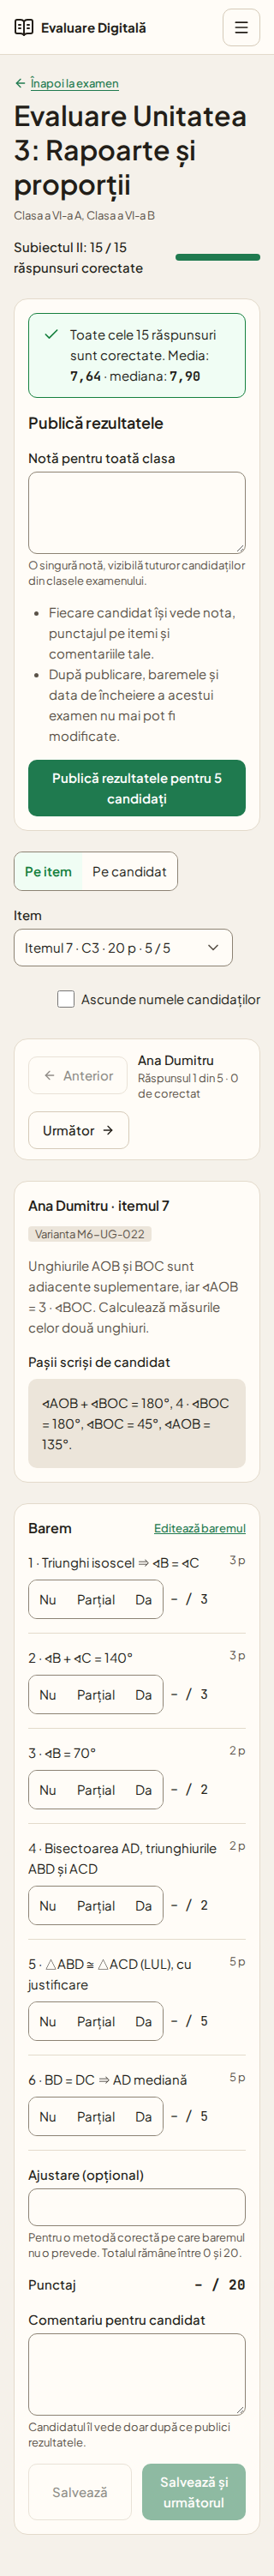 Evaluare Digitală
← Înapoi la examen
Evaluare Unitatea
3: Rapoarte și
proporții
Clasa a VI-a A, Clasa a VI-a B
Subiectul II: 15 / 15
răspunsuri corectate
Toate cele 15 răspunsuri
sunt corectate. Media:
7,64 · mediana: 7,90
Publică rezultatele
Notă pentru toată clasa
O singură notă, vizibilă tuturor candidaților
din clasele examenului.
• Fiecare candidat își vede nota,
punctajul pe itemi și
comentariile tale.
• După publicare, baremele și
data de încheiere a acestui
examen nu mai pot fi
modificate.
Publică rezultatele pentru 5
candidați
Pe item
Pe candidat
Item
Itemul 7 · C3 · 20 p · 5 / 5
Ascunde numele candidaților
← Anterior
Ana Dumitru
Răspunsul 1 din 5 · 0
de corectat
Următor →
Ana Dumitru · itemul 7
Varianta M6-UG-022
Unghiurile AOB și BOC sunt
adiacente suplementare, iar ∢AOB
= 3 · ∢BOC. Calculează măsurile
celor două unghiuri.
Pașii scriși de candidat
∢AOB + ∢BOC = 180°, 4 · ∢BOC
= 180°, ∢BOC = 45°, ∢AOB =
135°.
Barem
Editează baremul
1 · Triunghi isoscel ⇒ ∢B = ∢C
3 p
Nu Parțial Da – / 3
2 · ∢B + ∢C = 140°
3 p
Nu Parțial Da – / 3
3 · ∢B = 70°
2 p
Nu Parțial Da – / 2
4 · Bisectoarea AD, triunghiurile
ABD și ACD
2 p
Nu Parțial Da – / 2
5 · △ABD ≅ △ACD (LUL), cu
justificare
5 p
Nu Parțial Da – / 5
6 · BD = DC ⇒ AD mediană
5 p
Nu Parțial Da – / 5
Ajustare (opțional)
Pentru o metodă corectă pe care baremul
nu o prevede. Totalul rămâne între 0 și 20.
Punctaj
– / 20
Comentariu pentru candidat
Candidatul îl vede doar după ce publici
rezultatele.
Salvează
Salvează și
următorul